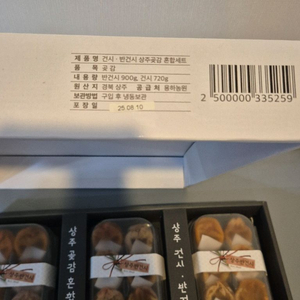 제 품 명 건시 · 반건시 상주곶감 혼합세트
품 목 곶 감
내 용 량 반건시 900g, 건시 720g
원 산 지 경북 상주 공 급 처 웅하농원
보관방법 구입 후 냉동보관
포 장 일 25.08.10
2 500000 335259
상주곶감 혼합
상주 건시 · 반건